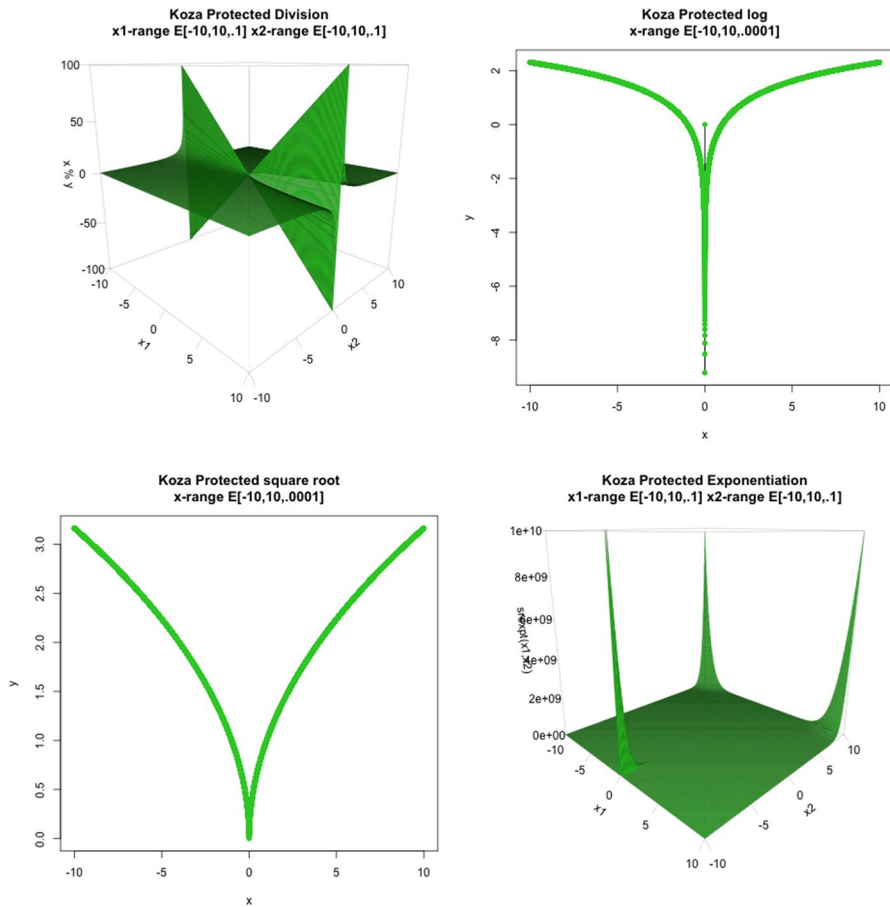 Koza Protected Division
x1-range E[-10,10,.1] x2-range E[-10,10,.1]
100
50
0
-50
-100
x % y
-10
-5
0
5
10
x1
-10
0
5
10
x2
Koza Protected log
x-range E[-10,10,.0001]
2
0
-2
-4
-6
-8
y
-10
-5
0
5
10
x
Koza Protected square root
x-range E[-10,10,.0001]
3.0
2.5
2.0
1.5
1.0
0.5
0.0
y
-10
-5
0
5
10
x
Koza Protected Exponentiation
x1-range E[-10,10,.1] x2-range E[-10,10,.1]
1e+10
8e+09
6e+09
4e+09
2e+09
0e+00
-10
-5
0
5
10
x1
-10
-5
0
5
10
x2